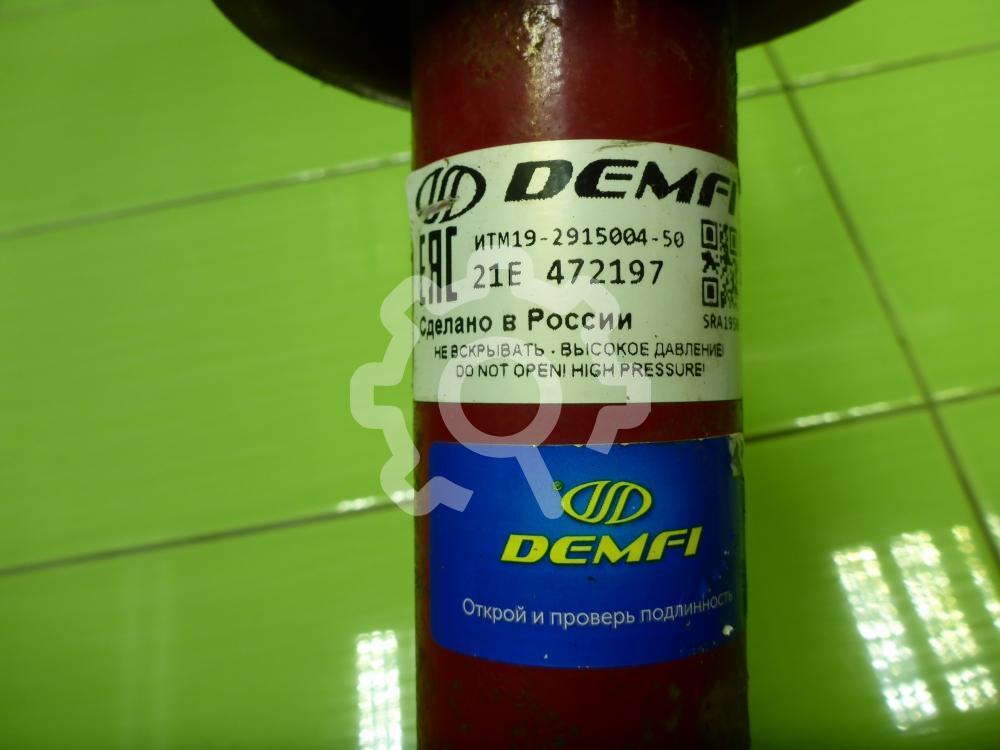 DEMFI
EAC
ИТМ19-2915004-50
21Е 472197
Сделано в России
НЕ ВСКРЫВАТЬ - ВЫСОКОЕ ДАВЛЕНИЕ!
DO NOT OPEN! HIGH PRESSURE!
®
DEMFI
Открой и проверь подлинность